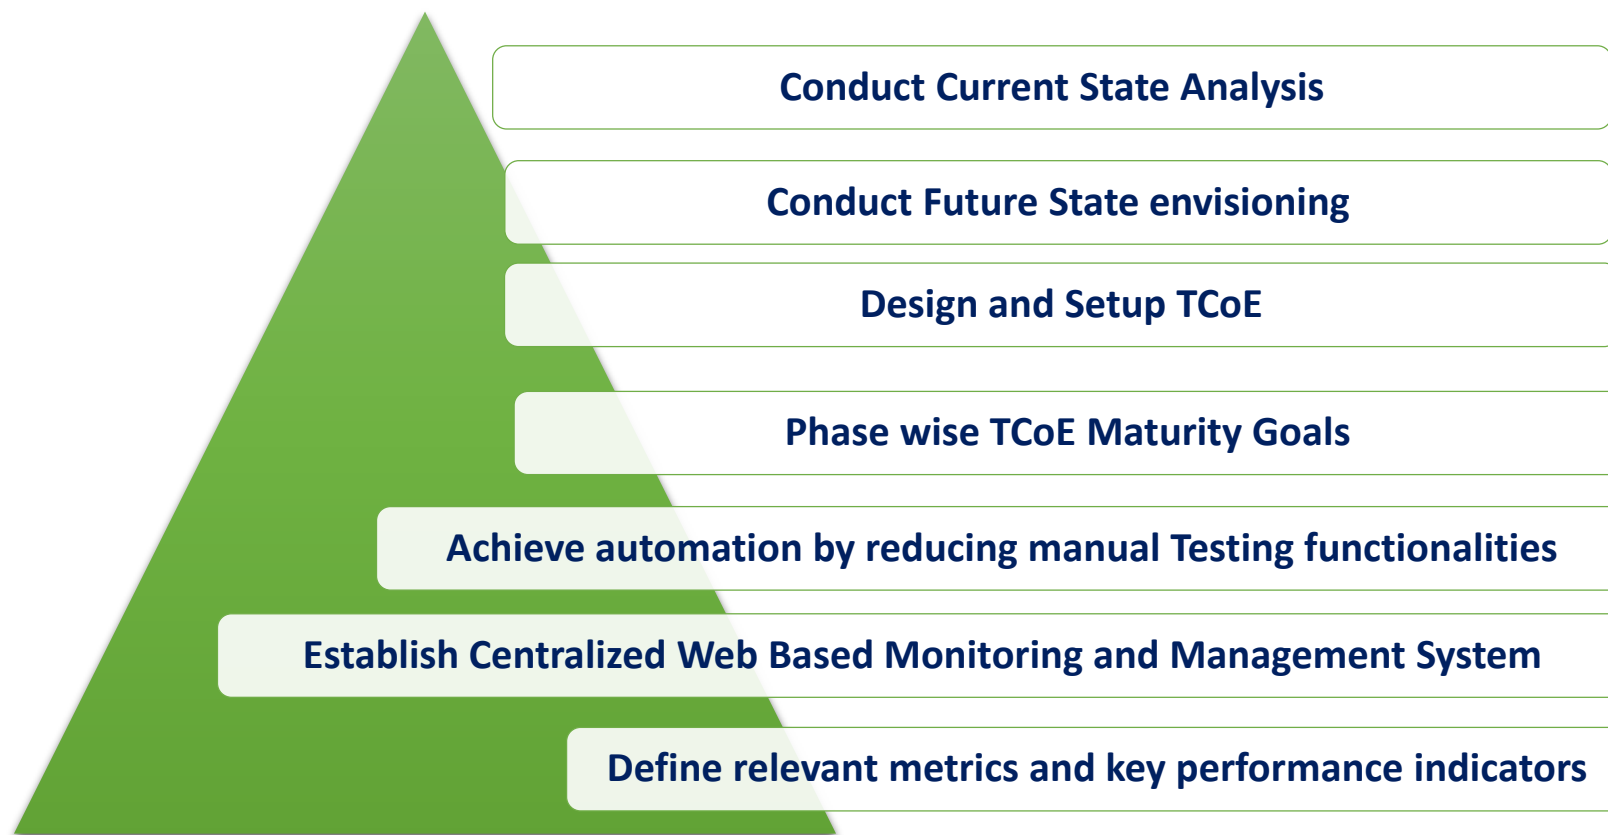 Conduct Current State Analysis
Conduct Future State envisioning
Design and Setup TCoE
Phase wise TCoE Maturity Goals
Achieve automation by reducing manual Testing functionalities
Establish Centralized Web Based Monitoring and Management System
Define relevant metrics and key performance indicators